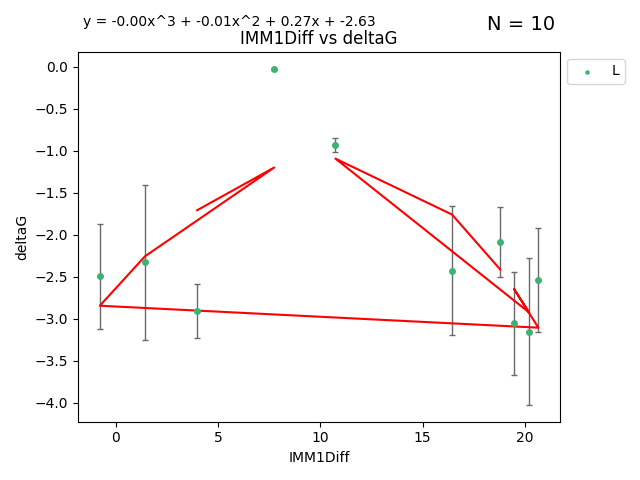 y = -0.00x^3 + -0.01x^2 + 0.27x + -2.63
N = 10
IMM1Diff vs deltaG
L
0.0
−0.5
−1.0
−1.5
−2.0
−2.5
−3.0
−3.5
−4.0
deltaG
0 5 10 15 20
IMM1Diff